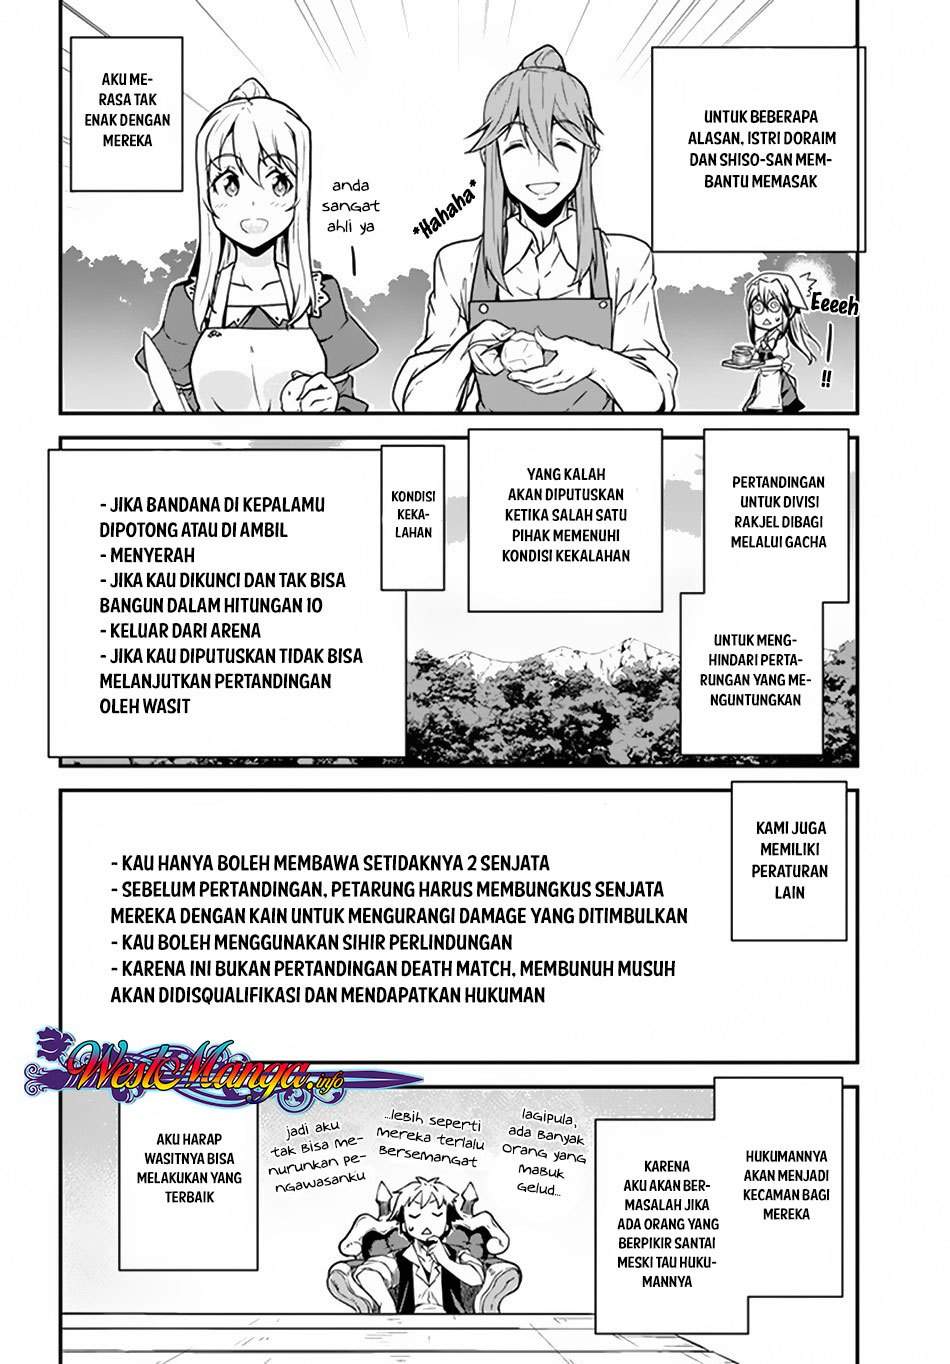 UNTUK BEBERAPA
ALASAN, ISTRI DORAIM
DAN SHISO-SAN MEM-
BANTU MEMASAK
Eeeeh
!!
*Hahaha*
anda
sangat
ahli ya
AKU ME-
RASA TAK
ENAK DENGAN
MEREKA
PERTANDINGAN
UNTUK DIVISI
RAKJEL DIBAGI
MELALUI GACHA
UNTUK MENG-
HINDARI PERTA-
RUNGAN YANG ME-
NGUNTUNGKAN
YANG KALAH
AKAN DIPUTUSKAN
KETIKA SALAH SATU
PIHAK MEMENUHI
KONDISI KEKALAHAN
KONDISI
KEKA-
LAHAN
- JIKA BANDANA DI KEPALAMU
DIPOTONG ATAU DI AMBIL
- MENYERAH
- JIKA KAU DIKUNCI DAN TAK BISA
BANGUN DALAM HITUNGAN 10
- KELUAR DARI ARENA
- JIKA KAU DIPUTUSKAN TIDAK BISA
MELANJUTKAN PERTANDINGAN
OLEH WASIT
KAMI JUGA
MEMILIKI
PERATURAN
LAIN
- KAU HANYA BOLEH MEMBAWA SETIDAKNYA 2 SENJATA
- SEBELUM PERTANDINGAN, PETARUNG HARUS MEMBUNGKUS SENJATA
MEREKA DENGAN KAIN UNTUK MENGURANGI DAMAGE YANG DITIMBULKAN
- KAU BOLEH MENGGUNAKAN SIHIR PERLINDUNGAN
- KARENA INI BUKAN PERTANDINGAN DEATH MATCH, MEMBUNUH MUSUH
AKAN DIDISQUALIFIKASI DAN MENDAPATKAN HUKUMAN
WestManga.info
HUKUMANNYA
AKAN MENJADI
KECAMAN BAGI
MEREKA
KARENA
AKU AKAN BER-
MASALAH JIKA
ADA ORANG YANG
BERPIKIR SANTAI
MESKI TAU HUKU-
MANNYA
lagipula,
ada banyak
orang yang
mabuk
gelud...
...lebih seperti
mereka terlalu
bersemangat
jadi aku
tak bisa me-
nurunkan pe-
ngawasanku
AKU HARAP
WASITNYA BISA
MELAKUKAN YANG
TERBAIK